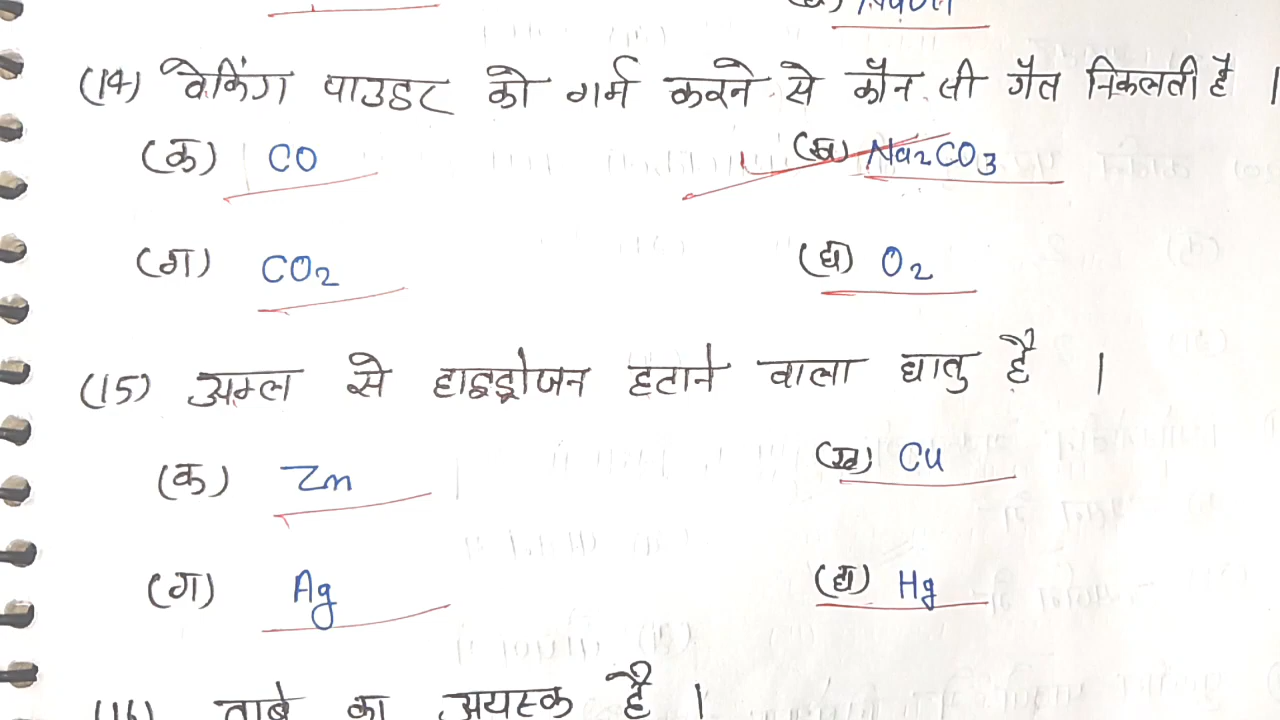 (14) वेकिंग पाउडर को गर्म करने से कौन सी गैस निकलती है ।
(क) CO (ख) Na₂CO₃
(ग) CO₂ (घ) O₂
(15) अम्ल से हाइड्रोजन हटाने वाला धातु है ।
(क) Zn (ख) Cu
(ग) Ag (घ) Hg
(16) ताबे का अयस्क है ।